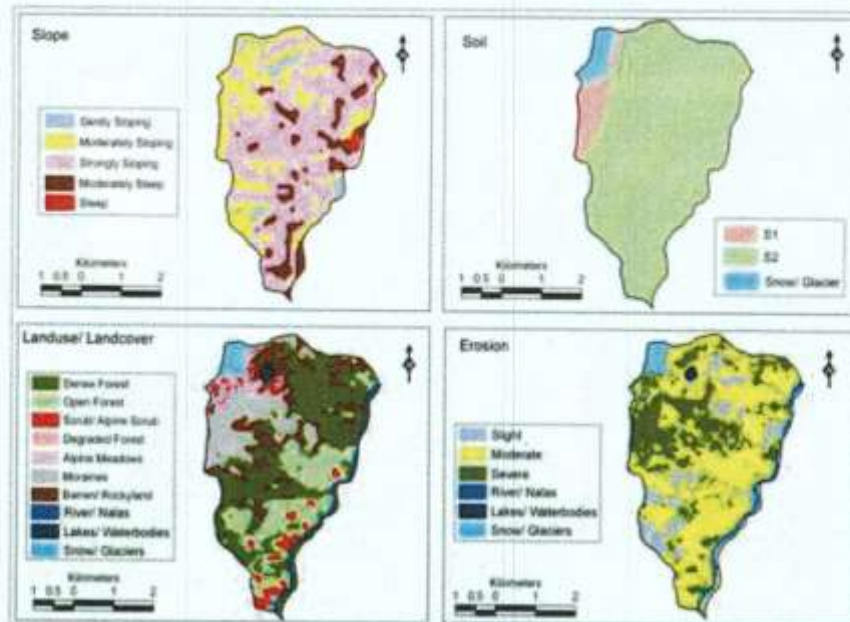 Slope
Gently Sloping
Moderately Sloping
Strongly Sloping
Moderately Steep
Steep
Kilometers
1 0.5 0 1 2
Soil
S1
S2
Snow/ Glacier
Kilometers
1 0.5 0 1 2
Landuse/ Landcover
Dense Forest
Open Forest
Scrub/ Alpine Scrub
Degraded Forest
Alpine Meadows
Moraines
Barren/ Rockyland
River/ Nalas
Lakes/ Waterbodies
Snow/ Glaciers
Kilometers
1 0.5 0 1 2
Erosion
Slight
Moderate
Severe
River/ Nalas
Lakes/ Waterbodies
Snow/ Glaciers
Kilometers
1 0.5 0 1 2